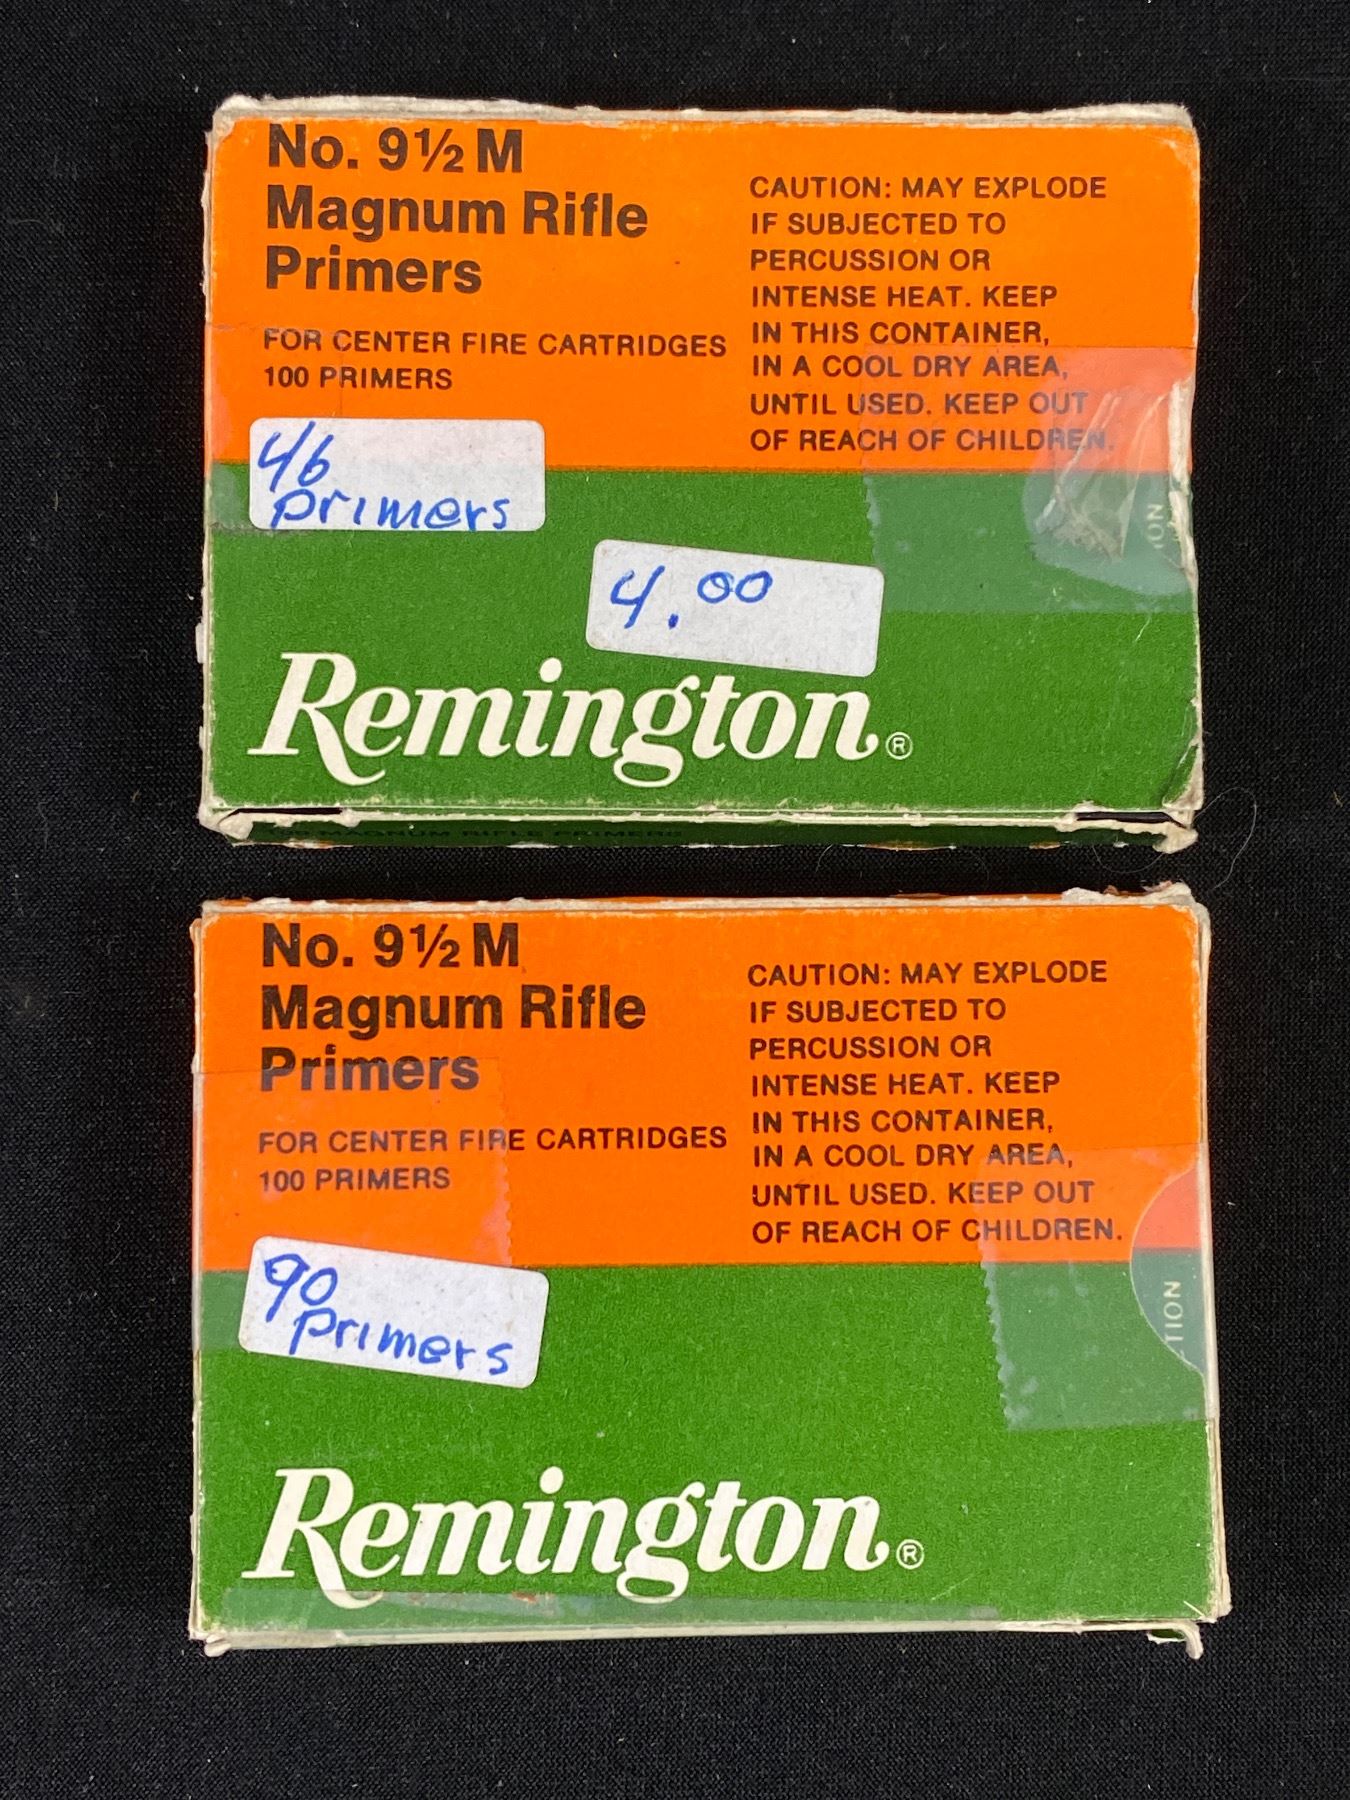 No. 9½ M
Magnum Rifle
Primers
FOR CENTER FIRE CARTRIDGES
100 PRIMERS
CAUTION: MAY EXPLODE
IF SUBJECTED TO
PERCUSSION OR
INTENSE HEAT. KEEP
IN THIS CONTAINER,
IN A COOL DRY AREA,
UNTIL USED. KEEP OUT
OF REACH OF CHILDREN.
46
primers
4.00
Remington®
MAGNUM RIFLE PRIMERS
No. 9½ M
Magnum Rifle
Primers
FOR CENTER FIRE CARTRIDGES
100 PRIMERS
CAUTION: MAY EXPLODE
IF SUBJECTED TO
PERCUSSION OR
INTENSE HEAT. KEEP
IN THIS CONTAINER,
IN A COOL DRY AREA,
UNTIL USED. KEEP OUT
OF REACH OF CHILDREN.
TION
90
primers
Remington®